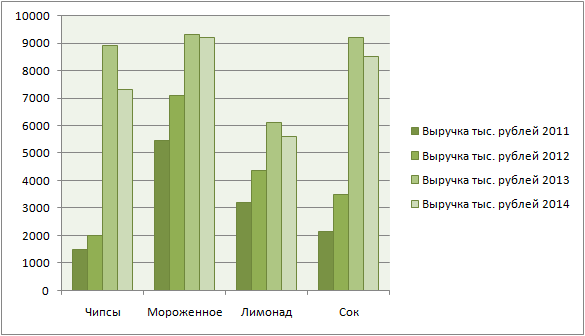 10000
9000
8000
7000
6000
5000
4000
3000
2000
1000
0
Чипсы Мороженное Лимонад Сок
Выручка тыс. рублей 2011
Выручка тыс. рублей 2012
Выручка тыс. рублей 2013
Выручка тыс. рублей 2014